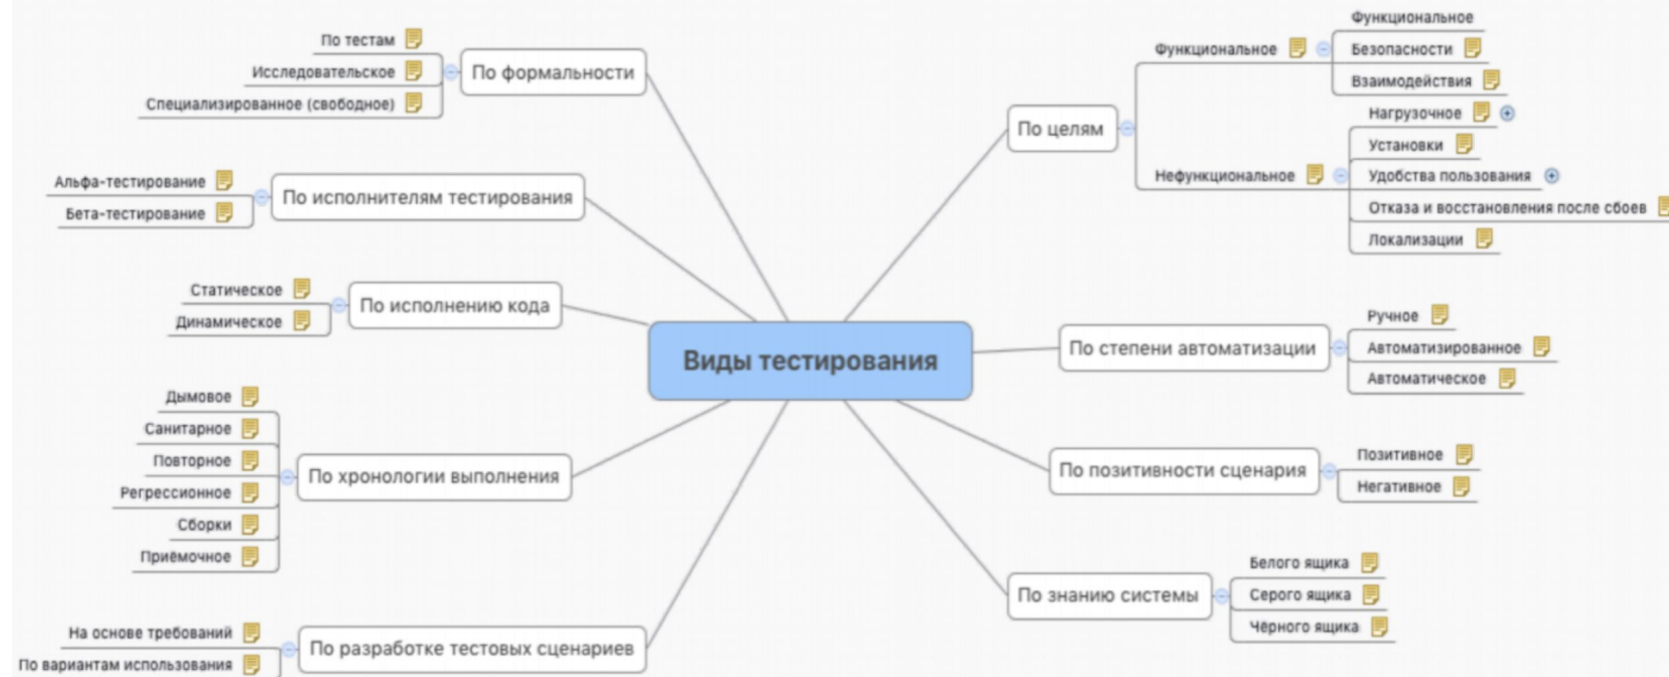 Виды тестирования
По формальности
По тестам
Исследовательское
Специализированное (свободное)
По исполнителям тестирования
Альфа-тестирование
Бета-тестирование
По исполнению кода
Статическое
Динамическое
По хронологии выполнения
Дымовое
Санитарное
Повторное
Регрессионное
Сборки
Приёмочное
По разработке тестовых сценариев
На основе требований
По вариантам использования
По целям
Функциональное
Функциональное
Безопасности
Взаимодействия
Нефункциональное
Нагрузочное
Установки
Удобства пользования
Отказа и восстановления после сбоев
Локализации
По степени автоматизации
Ручное
Автоматизированное
Автоматическое
По позитивности сценария
Позитивное
Негативное
По знанию системы
Белого ящика
Серого ящика
Чёрного ящика